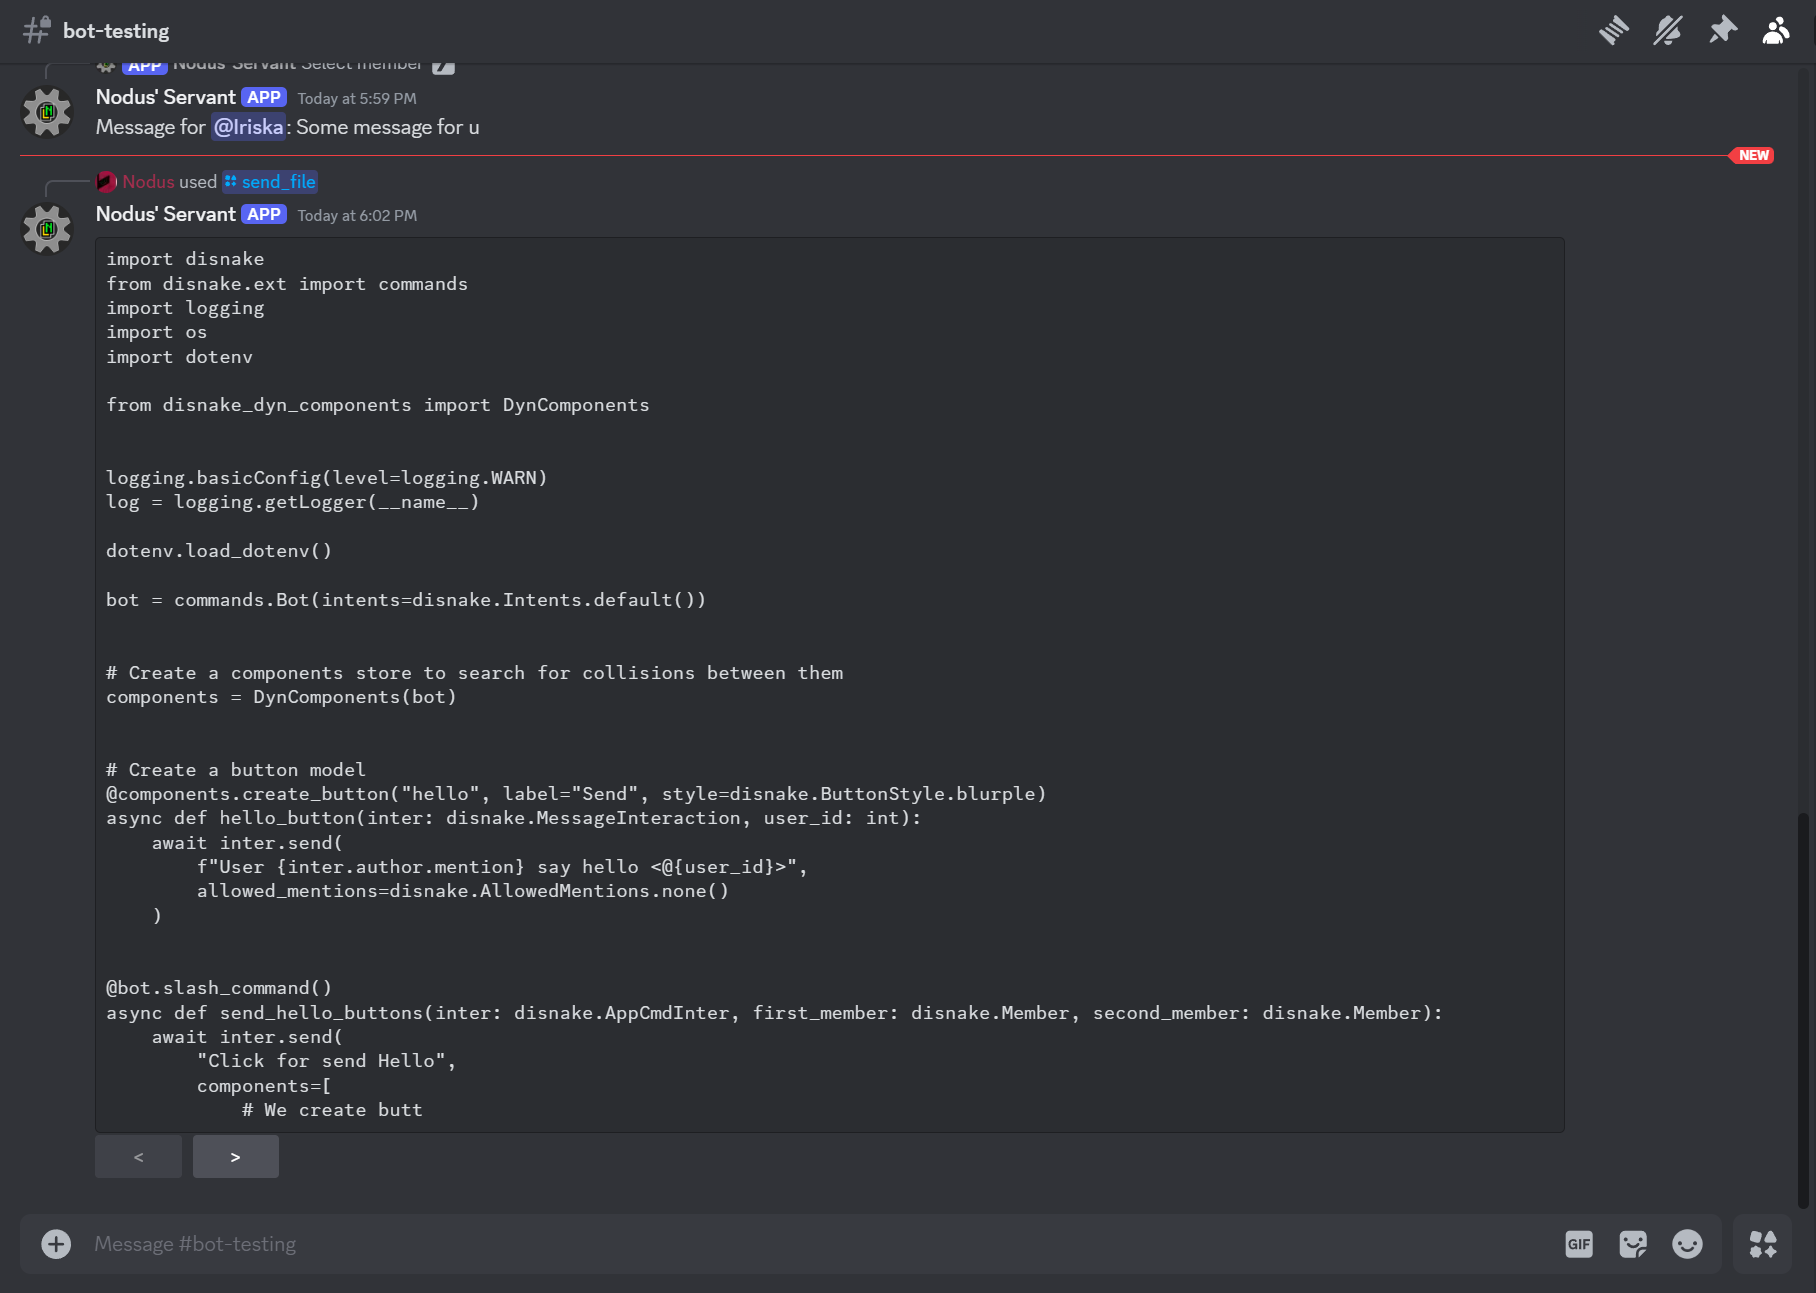 bot-testing
APP Nodus' Servant Select member
Nodus' Servant APP Today at 5:59 PM
Message for @Iriska: Some message for u
NEW
Nodus used send_file
Nodus' Servant APP Today at 6:02 PM
import disnake
from disnake.ext import commands
import logging
import os
import dotenv
from disnake_dyn_components import DynComponents
logging.basicConfig(level=logging.WARN)
log = logging.getLogger(__name__)
dotenv.load_dotenv()
bot = commands.Bot(intents=disnake.Intents.default())
# Create a components store to search for collisions between them
components = DynComponents(bot)
# Create a button model
@components.create_button("hello", label="Send", style=disnake.ButtonStyle.blurple)
async def hello_button(inter: disnake.MessageInteraction, user_id: int):
    await inter.send(
        f"User {inter.author.mention} say hello <@{user_id}>",
        allowed_mentions=disnake.AllowedMentions.none()
    )
@bot.slash_command()
async def send_hello_buttons(inter: disnake.AppCmdInter, first_member: disnake.Member, second_member: disnake.Member):
    await inter.send(
        "Click for send Hello",
        components=[
            # We create butt
< >
Message #bot-testing
GIF